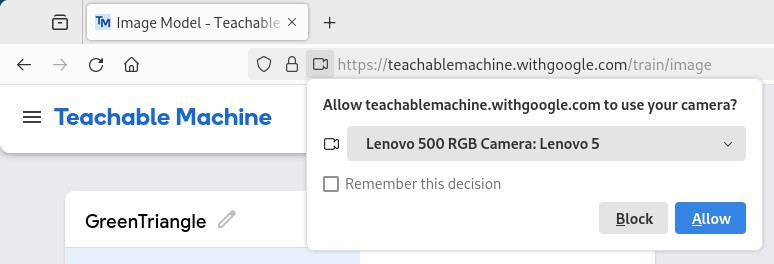 TM Image Model - Teachable
https://teachablemachine.withgoogle.com/train/image
Teachable Machine
Allow teachablemachine.withgoogle.com to use your camera?
Lenovo 500 RGB Camera: Lenovo 5
Remember this decision
Block Allow
GreenTriangle